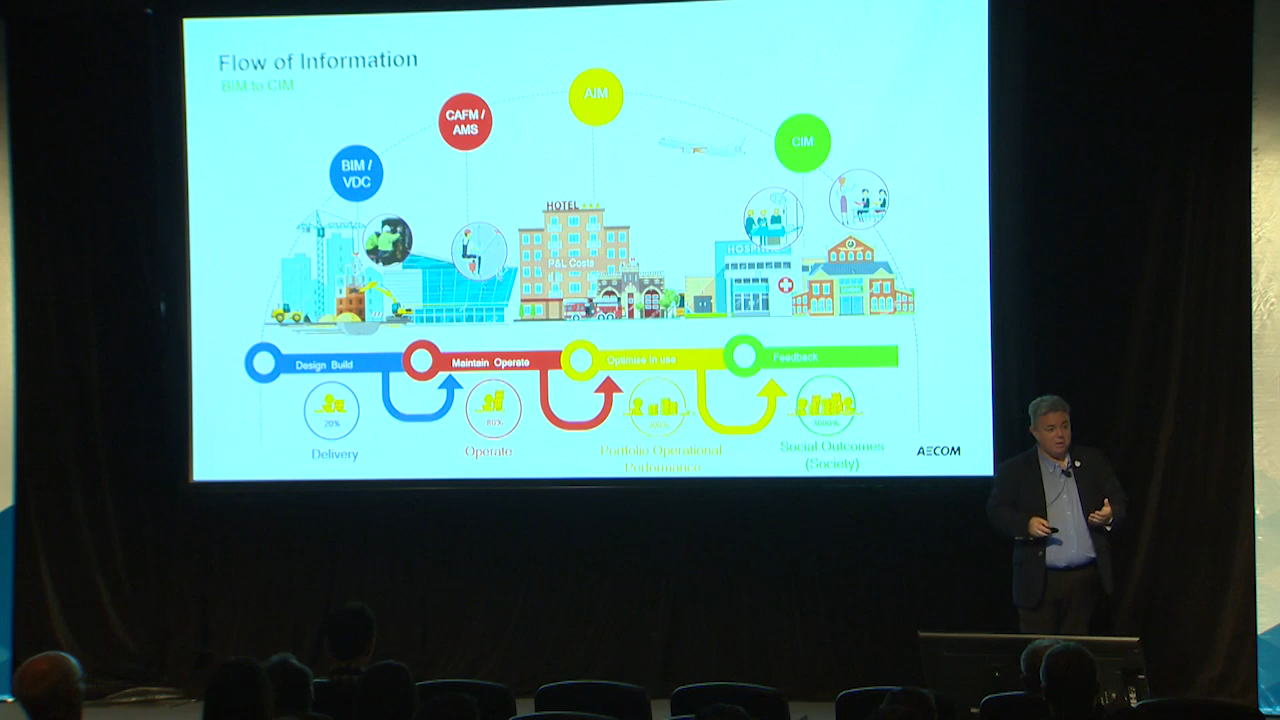 Flow of Information
BIM to CIM
AIM
CAFM /
AMS
CIM
BIM /
VDC
HOTEL
P&L Costs
Design Build
Maintain Operate
Optimise in use
Feedback
20%
80%
Delivery
Operate
Portfolio Operational
Performance
Social Outcomes
(Society)
AECOM